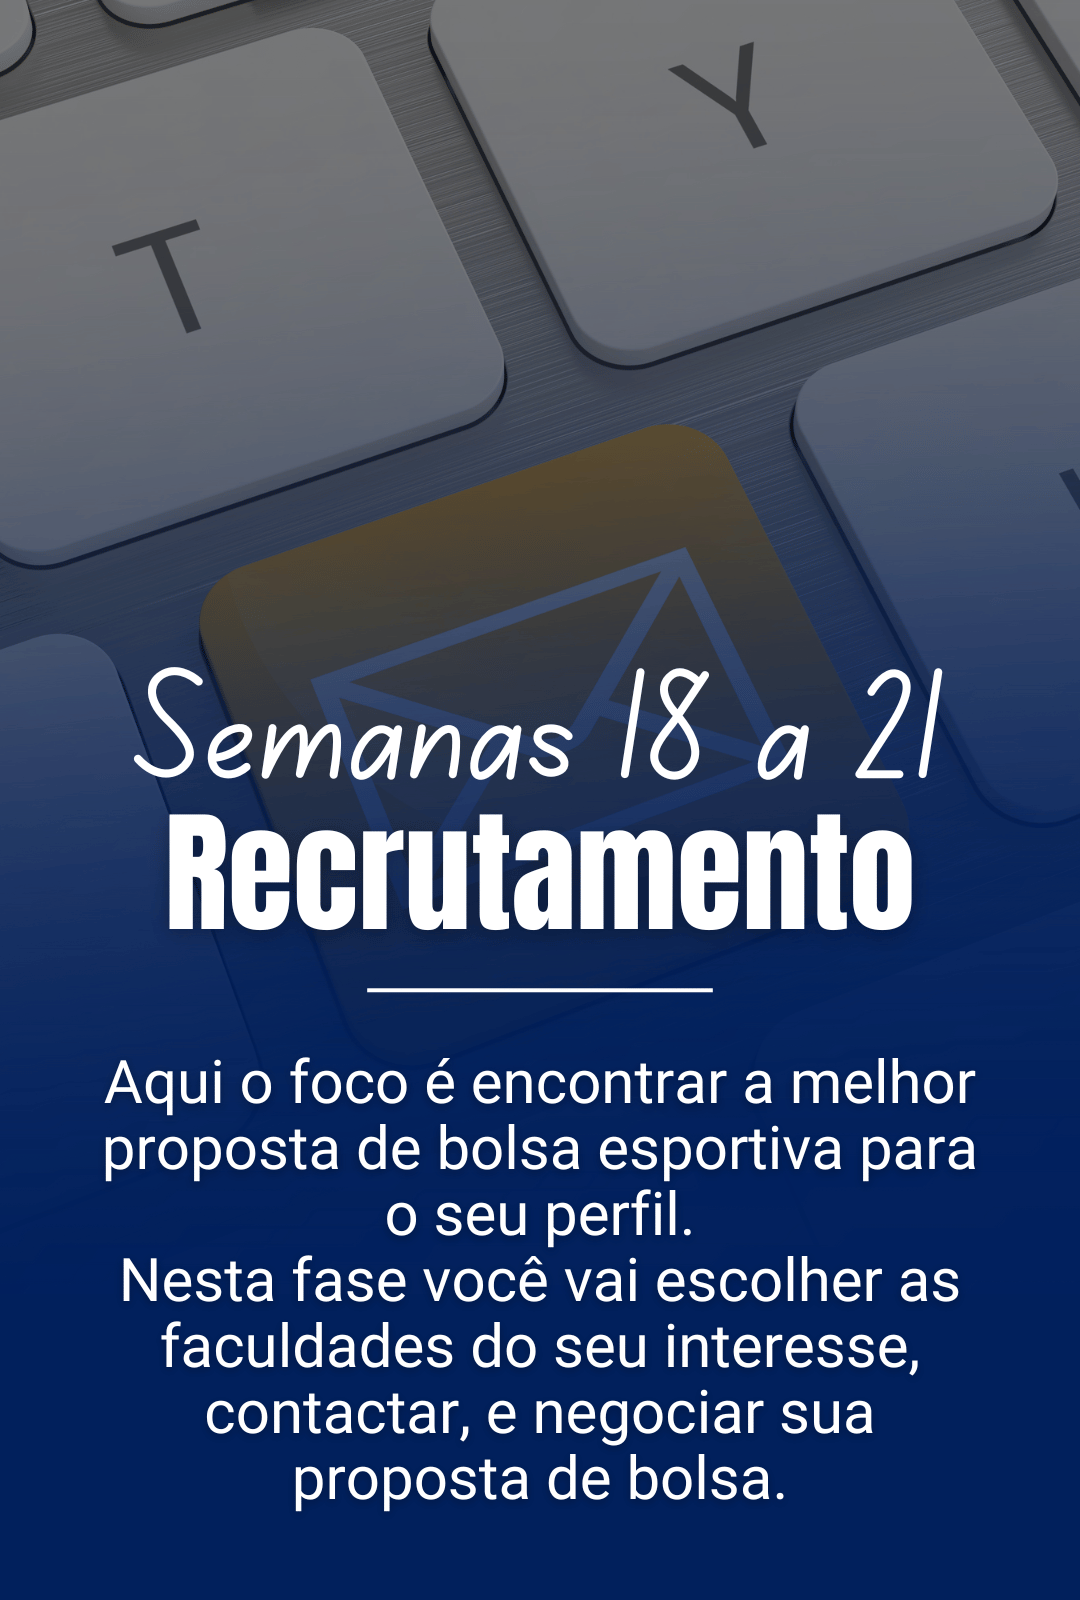 Y
T
Semanas 18 a 21
Recrutamento
Aqui o foco é encontrar a melhor
proposta de bolsa esportiva para
o seu perfil.
Nesta fase você vai escolher as
faculdades do seu interesse,
contactar, e negociar sua
proposta de bolsa.